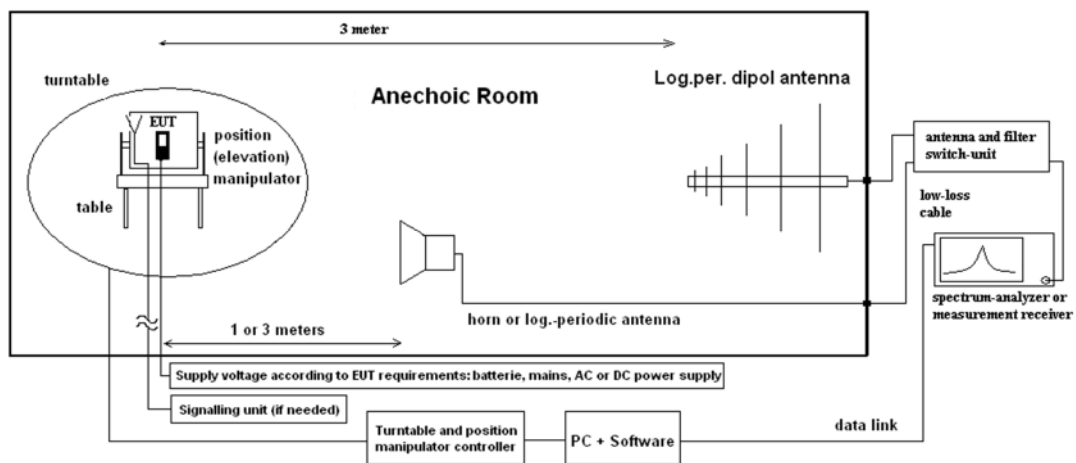 3 meter
turntable
Log.per. dipol antenna
Anechoic Room
EUT
position
(elevation)
manipulator
antenna and filter
switch-unit
table
low-loss
cable
spectrum-analyzer or
measurement receiver
horn or log.-periodic antenna
1 or 3 meters
Supply voltage according to EUT requirements: batterie, mains, AC or DC power supply
Signalling unit (if needed)
Turntable and position
manipulator controller
PC + Software
data link